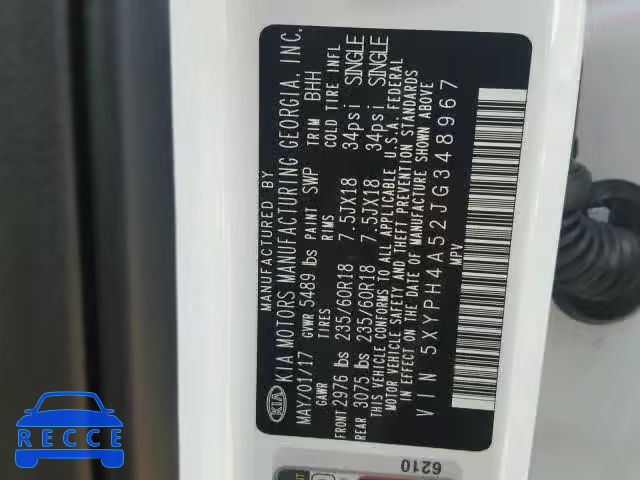 MANUFACTURED BY
KIA KIA MOTORS MANUFACTURING GEORGIA, INC.
MAY/01/17 GVWR 5489 lbs PAINT SWP TRIM BHH
GAWR TIRES RIMS COLD TIRE INFL
FRONT 2976 lbs 235/60R18 7.5JX18 34psi SINGLE
REAR 3075 lbs 235/60R18 7.5JX18 34psi SINGLE
THIS VEHICLE CONFORMS TO ALL APPLICABLE U.S.A. FEDERAL
MOTOR VEHICLE SAFETY AND THEFT PREVENTION STANDARDS
IN EFFECT ON THE DATE OF MANUFACTURE SHOWN ABOVE
VIN 5XYPH4A52JG348967
MPV
6210
RECCE